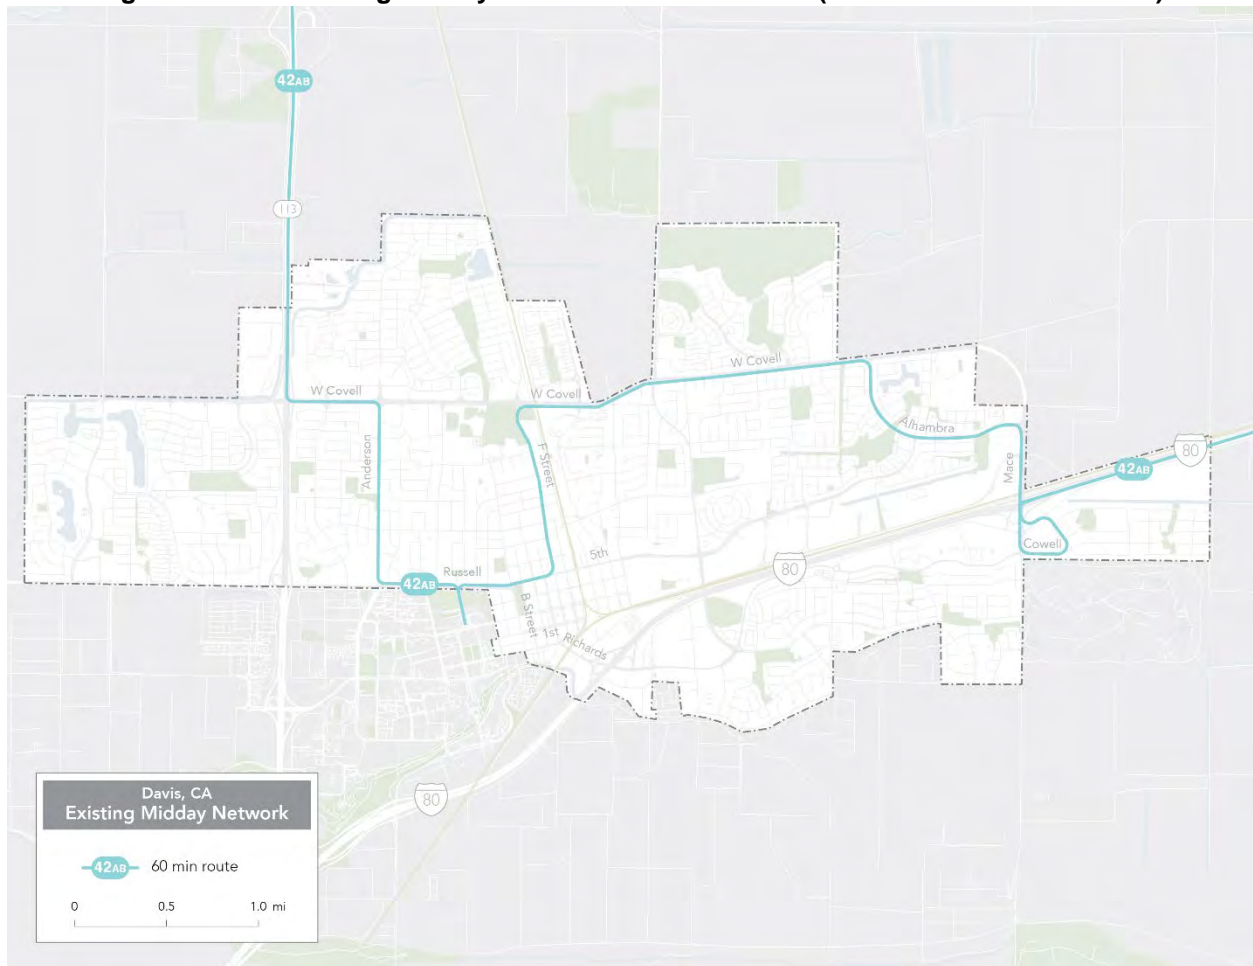 42AB
113
W Covell
W Covell
W Covell
Alhambra
Anderson
F Street
Mace
80
42AB
Cowell
5th
80
Russell
42AB
B Street
1st
Richards
80
Davis, CA
Existing Midday Network
42AB 60 min route
0 0.5 1.0 mi